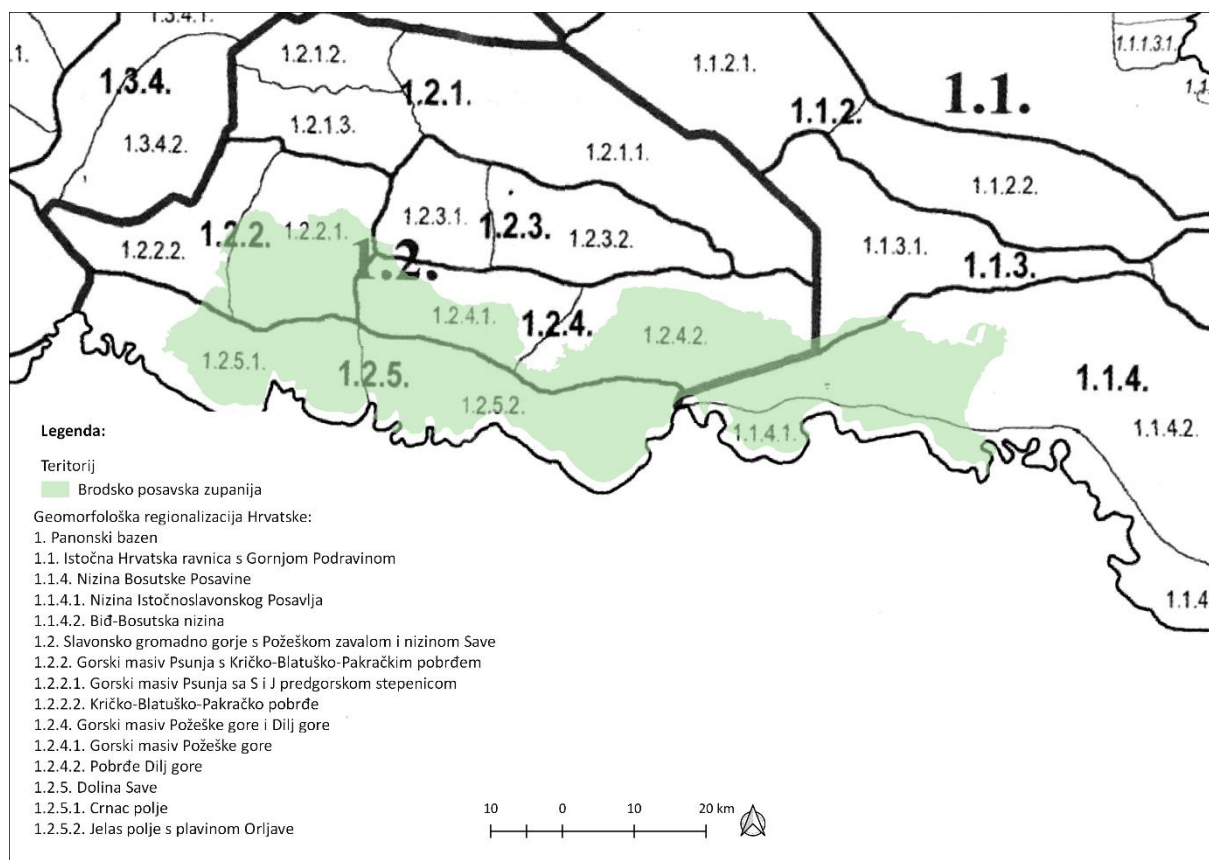 1.3.4.1.
1.
1.2.1.2.
1.1.2.1.
1.1.1.3.1.
1.3.4.
1.2.1.
1.1.2.
1.1.
1.2.1.3.
1.3.4.2.
1.2.1.1.
1.1.2.2.
1.2.3.1.
1.2.2.
1.2.2.1.
1.2.3.
1.2.3.2.
1.2.2.2.
1.2.
1.1.3.1.
1.1.3.
1.2.4.1.
1.2.4.
1.2.4.2.
1.2.5.1.
1.2.5.
1.1.4.
1.2.5.2.
1.1.4.1.
1.1.4.2.
1.1.4
Legenda:
Teritorij
Brodsko posavska zupanija
Geomorfološka regionalizacija Hrvatske:
1. Panonski bazen
1.1. Istočna Hrvatska ravnica s Gornjom Podravinom
1.1.4. Nizina Bosutske Posavine
1.1.4.1. Nizina Istočnoslavonskog Posavlja
1.1.4.2. Biđ-Bosutska nizina
1.2. Slavonsko gromadno gorje s Požeškom zavalom i nizinom Save
1.2.2. Gorski masiv Psunja s Kričko-Blatuško-Pakračkim pobrđem
1.2.2.1. Gorski masiv Psunja sa S i J predgorskom stepenicom
1.2.2.2. Kričko-Blatuško-Pakračko pobrđe
1.2.4. Gorski masiv Požeške gore i Dilj gore
1.2.4.1. Gorski masiv Požeške gore
1.2.4.2. Pobrđe Dilj gore
1.2.5. Dolina Save
1.2.5.1. Crnac polje
1.2.5.2. Jelas polje s plavinom Orljave
10 0 10 20 km